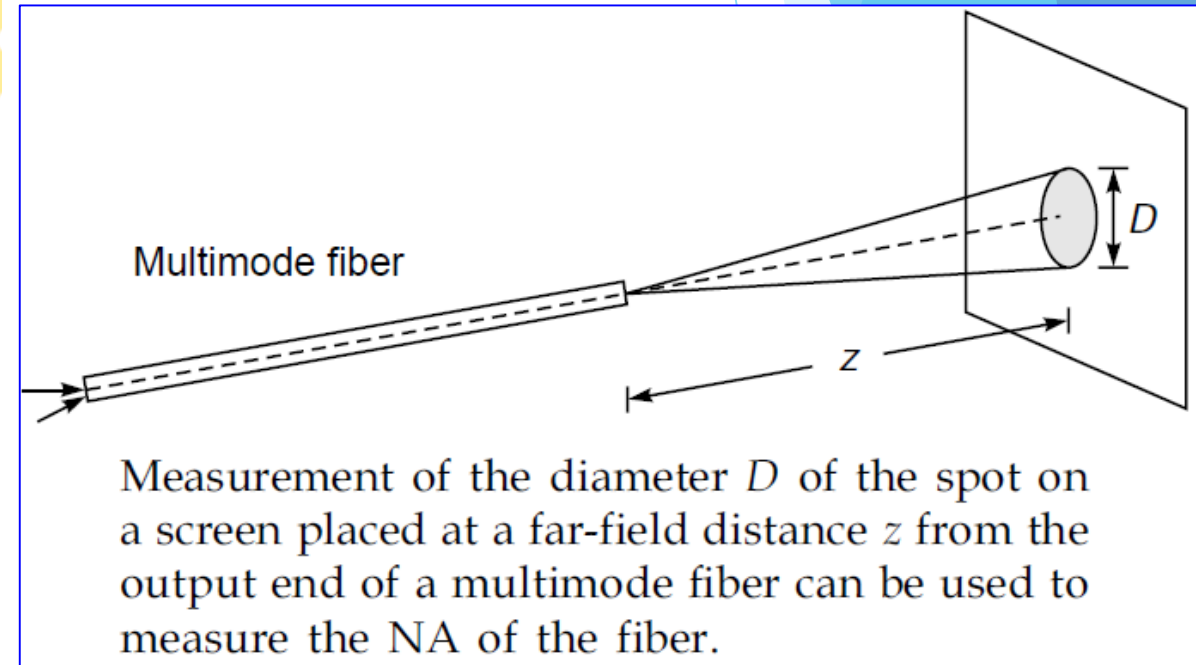 Multimode fiber
D
z
Measurement of the diameter D of the spot on
a screen placed at a far-field distance z from the
output end of a multimode fiber can be used to
measure the NA of the fiber.